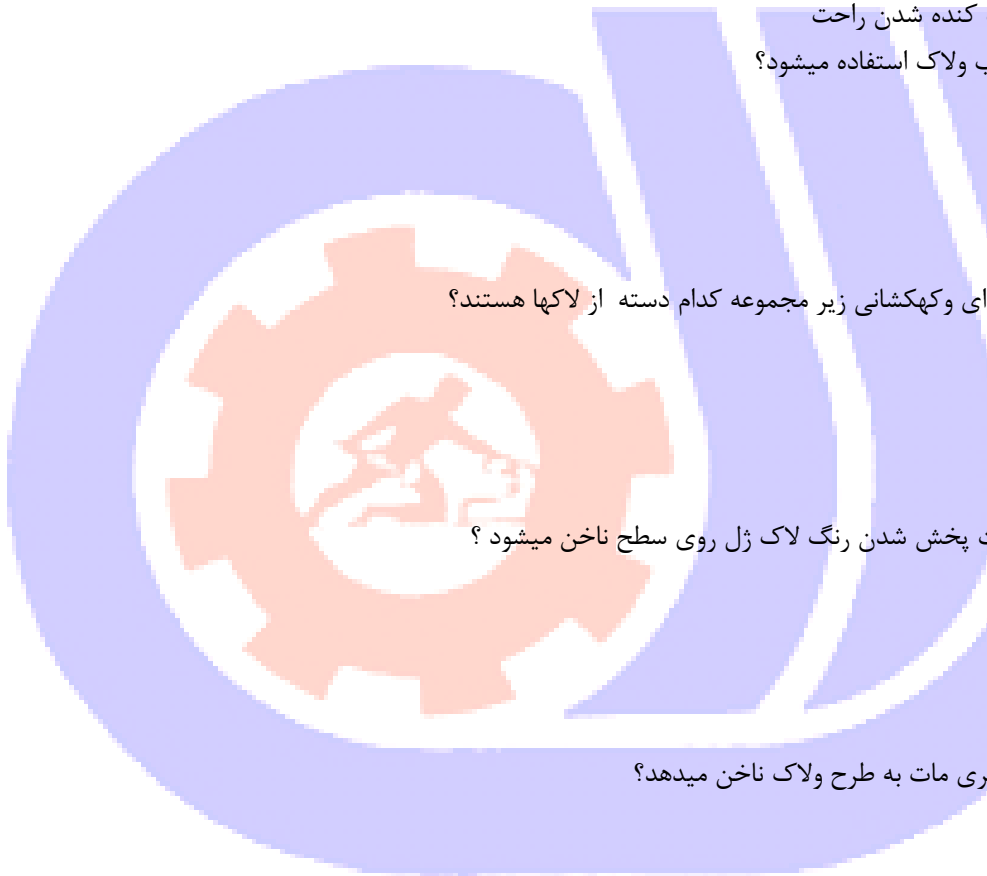 کنده شدن راحت
ولاک استفاده میشود؟
ای وکهکشانی زیر مجموعه کدام دسته از لاکها هستند؟
پخش شدن رنگ لاک ژل روی سطح ناخن میشود ؟
مات به طرح ولاک ناخن میدهد؟